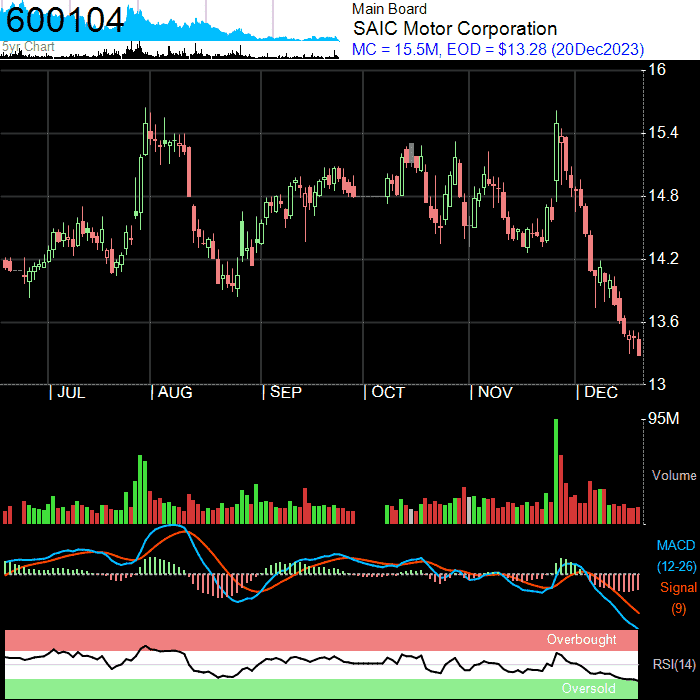 600104
5yr Chart
Main Board
SAIC Motor Corporation
MC = 15.5M, EOD = $13.28 (20Dec2023)
16
15.4
14.8
14.2
13.6
13
JUL
AUG
SEP
OCT
NOV
DEC
95M
Volume
MACD
(12-26)
Signal
(9)
Overbought
RSI(14)
Oversold